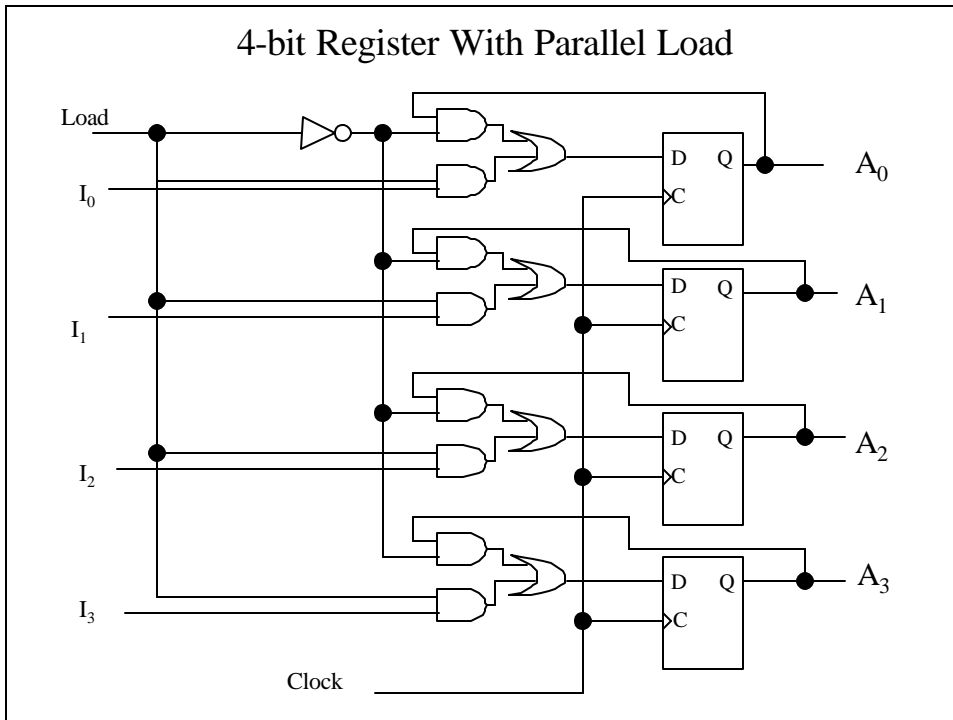 4-bit Register With Parallel Load
Load
D Q
A0
C
I0
D Q
A1
C
I1
D Q
A2
C
I2
D Q
A3
C
I3
Clock